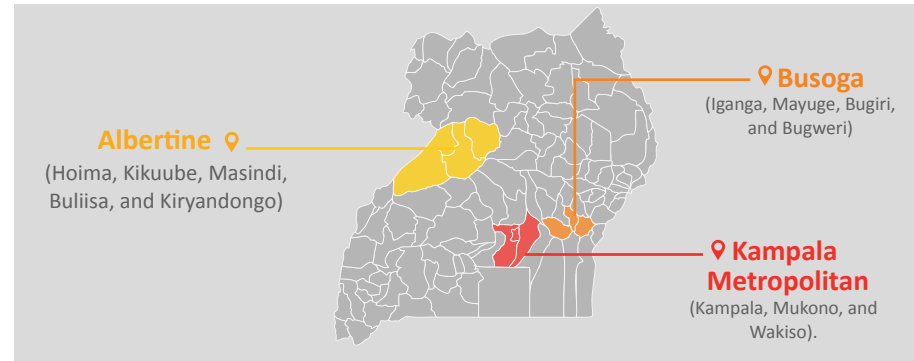 Albertine
(Hoima, Kikuube, Masindi,
Buliisa, and Kiryandongo)
Busoga
(Iganga, Mayuge, Bugiri,
and Bugweri)
Kampala
Metropolitan
(Kampala, Mukono, and
Wakiso).